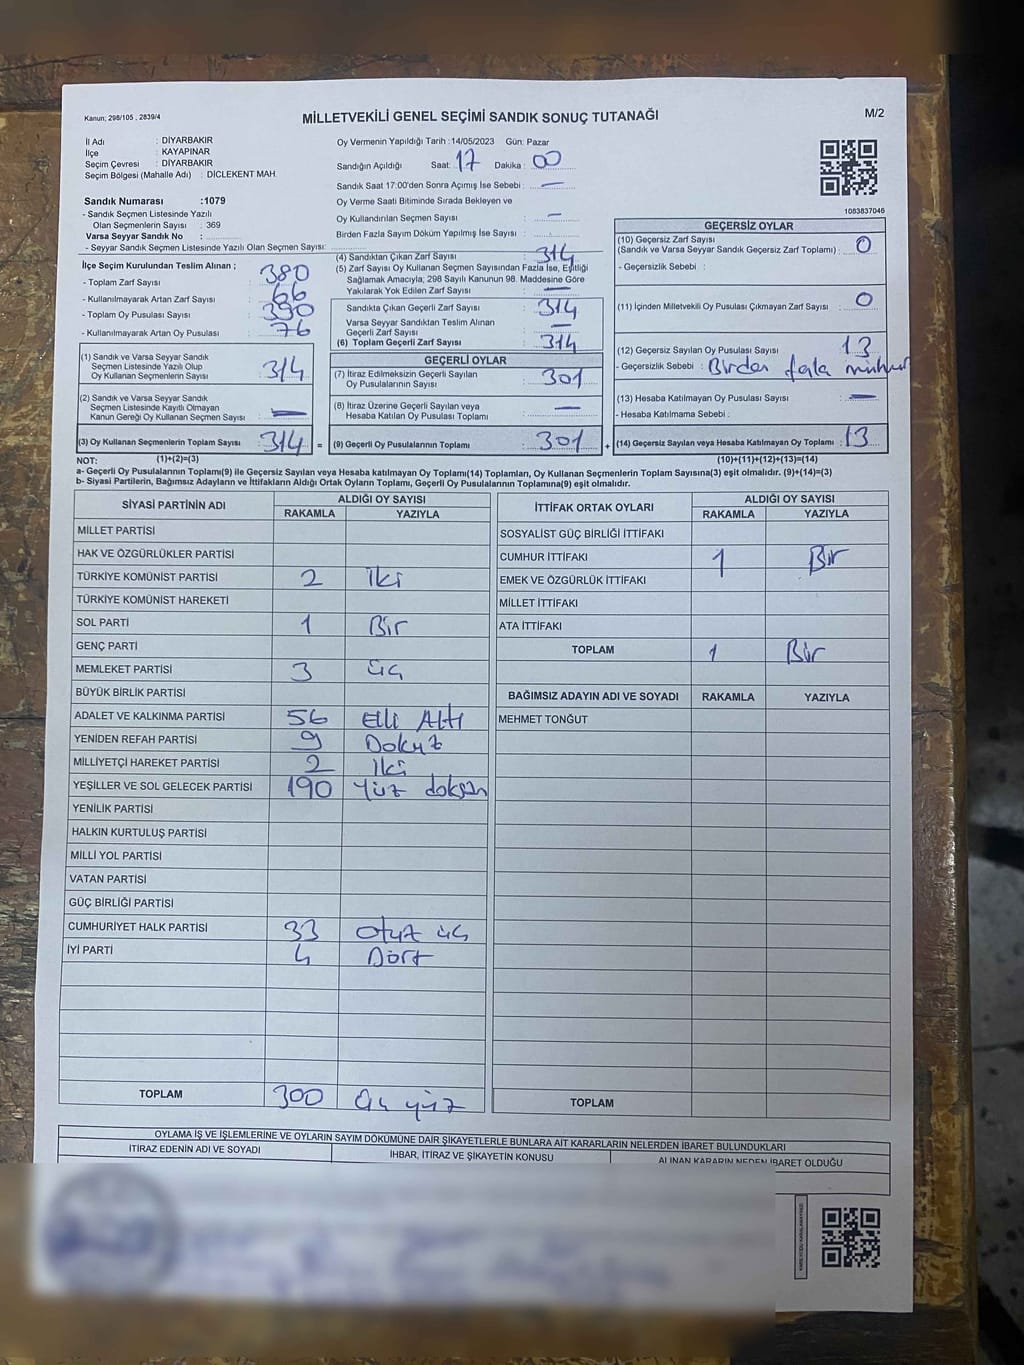 Kanun; 298/105 , 2839/4
MİLLETVEKİLİ GENEL SEÇİMİ SANDIK SONUÇ TUTANAĞI
M/2
İl Adı : DİYARBAKIR
İlçe : KAYAPINAR
Seçim Çevresi : DİYARBAKIR
Seçim Bölgesi (Mahalle Adı) : DİCLEKENT MAH.
Oy Vermenin Yapıldığı Tarih : 14/05/2023 Gün: Pazar
Sandığın Açıldığı Saat: 17 Dakika : 00
Sandık Saat 17:00'den Sonra Açımış İse Sebebi : —
Oy Verme Saati Bitiminde Sırada Bekleyen ve
Oy Kullandırılan Seçmen Sayısı : —
Birden Fazla Sayım Döküm Yapılmış İse Sayısı :
1083837046
Sandık Numarası :1079
- Sandık Seçmen Listesinde Yazılı
Olan Seçmenlerin Sayısı : 369
Varsa Seyyar Sandık No :
- Seyyar Sandık Seçmen Listesinde Yazılı Olan Seçmen Sayısı:
İlçe Seçim Kurulundan Teslim Alınan ;
- Toplam Zarf Sayısı : 380
- Kullanılmayarak Artan Zarf Sayısı : 66
- Toplam Oy Pusulası Sayısı : 390
- Kullanılmayarak Artan Oy Pusulası : 76
(1) Sandık ve Varsa Seyyar Sandık
Seçmen Listesinde Yazılı Olup
Oy Kullanan Seçmenlerin Sayısı : 314
(2) Sandık ve Varsa Seyyar Sandık
Seçmen Listesinde Kayıtlı Olmayan
Kanun Gereği Oy Kullanan Seçmen Sayısı : —
(3) Oy Kullanan Seçmenlerin Toplam Sayısı : 314 =
(4) Sandıktan Çıkan Zarf Sayısı : 314
(5) Zarf Sayısı Oy Kullanan Seçmen Sayısından Fazla İse, Eşitliği
Sağlamak Amacıyla; 298 Sayılı Kanunun 98. Maddesine Göre
Yakılarak Yok Edilen Zarf Sayısı : —
Sandıkta Çıkan Geçerli Zarf Sayısı : 314
Varsa Seyyar Sandıktan Teslim Alınan
Geçerli Zarf Sayısı : —
(6) Toplam Geçerli Zarf Sayısı : 314
GEÇERLİ OYLAR
(7) İtiraz Edilmeksizin Geçerli Sayılan
Oy Pusulalarının Sayısı : 301
(8) İtiraz Üzerine Geçerli Sayılan veya
Hesaba Katılan Oy Pusulası Toplamı : —
(9) Geçerli Oy Pusulalarının Toplamı : 301 +
GEÇERSİZ OYLAR
(10) Geçersiz Zarf Sayısı
(Sandık ve Varsa Seyyar Sandık Geçersiz Zarf Toplamı) : 0
- Geçersizlik Sebebi :
(11) İçinden Milletvekili Oy Pusulası Çıkmayan Zarf Sayısı : 0
(12) Geçersiz Sayılan Oy Pusulası Sayısı : 13
- Geçersizlik Sebebi : Birden fala mühür
(13) Hesaba Katılmayan Oy Pusulası Sayısı : —
- Hesaba Katılmama Sebebi :
(14) Geçersiz Sayılan veya Hesaba Katılmayan Oy Toplamı : 13
NOT: (1)+(2)=(3) (10)+(11)+(12)+(13)=(14)
a- Geçerli Oy Pusulalarının Toplamı(9) ile Geçersiz Sayılan veya Hesaba katılmayan Oy Toplamı(14) Toplamları, Oy Kullanan Seçmenlerin Toplam Sayısına(3) eşit olmalıdır. (9)+(14)=(3)
b- Siyasi Partilerin, Bağımsız Adayların ve İttifakların Aldığı Ortak Oyların Toplamı, Geçerli Oy Pusulalarının Toplamına(9) eşit olmalıdır.
SİYASİ PARTİNİN ADI ALDIĞI OY SAYISI
RAKAMLA YAZIYLA
MİLLET PARTİSİ
HAK VE ÖZGÜRLÜKLER PARTİSİ
TÜRKİYE KOMÜNİST PARTİSİ 2 iki
TÜRKİYE KOMÜNİST HAREKETİ
SOL PARTİ 1 Bir
GENÇ PARTİ
MEMLEKET PARTİSİ 3 üç
BÜYÜK BİRLİK PARTİSİ
ADALET VE KALKINMA PARTİSİ 56 Elli Altı
YENİDEN REFAH PARTİSİ 9 Dokuz
MİLLİYETÇİ HAREKET PARTİSİ 2 İki
YEŞİLLER VE SOL GELECEK PARTİSİ 190 Yüz doksan
YENİLİK PARTİSİ
HALKIN KURTULUŞ PARTİSİ
MİLLİ YOL PARTİSİ
VATAN PARTİSİ
GÜÇ BİRLİĞİ PARTİSİ
CUMHURİYET HALK PARTİSİ 33 otuz üç
İYİ PARTİ 4 Dört
TOPLAM 300 Üç yüz
İTTİFAK ORTAK OYLARI ALDIĞI OY SAYISI
RAKAMLA YAZIYLA
SOSYALİST GÜÇ BİRLİĞİ İTTİFAKI
CUMHUR İTTİFAKI 1 Bir
EMEK VE ÖZGÜRLÜK İTTİFAKI
MİLLET İTTİFAKI
ATA İTTİFAKI
TOPLAM 1 Bir
BAĞIMSIZ ADAYIN ADI VE SOYADI RAKAMLA YAZIYLA
MEHMET TONĞUT
TOPLAM
OYLAMA İŞ VE İŞLEMLERİNE VE OYLARIN SAYIM DÖKÜMÜNE DAİR ŞİKAYETLERLE BUNLARA AİT KARARLARIN NELERDEN İBARET BULUNDUKLARI
İTİRAZ EDENİN ADI VE SOYADI İHBAR, İTİRAZ VE ŞİKAYETİN KONUSU ALINAN KARARIN NEDEN İBARET OLDUĞU